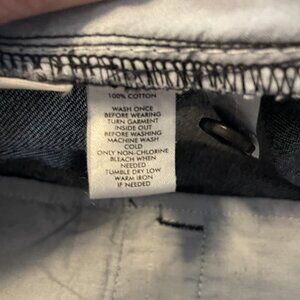 100% COTTON
WASH ONCE
BEFORE WEARING
TURN GARMENT
INSIDE OUT
BEFORE WASHING
MACHINE WASH
COLD
ONLY NON-CHLORINE
BLEACH WHEN
NEEDED
TUMBLE DRY LOW
WARM IRON
IF NEEDED